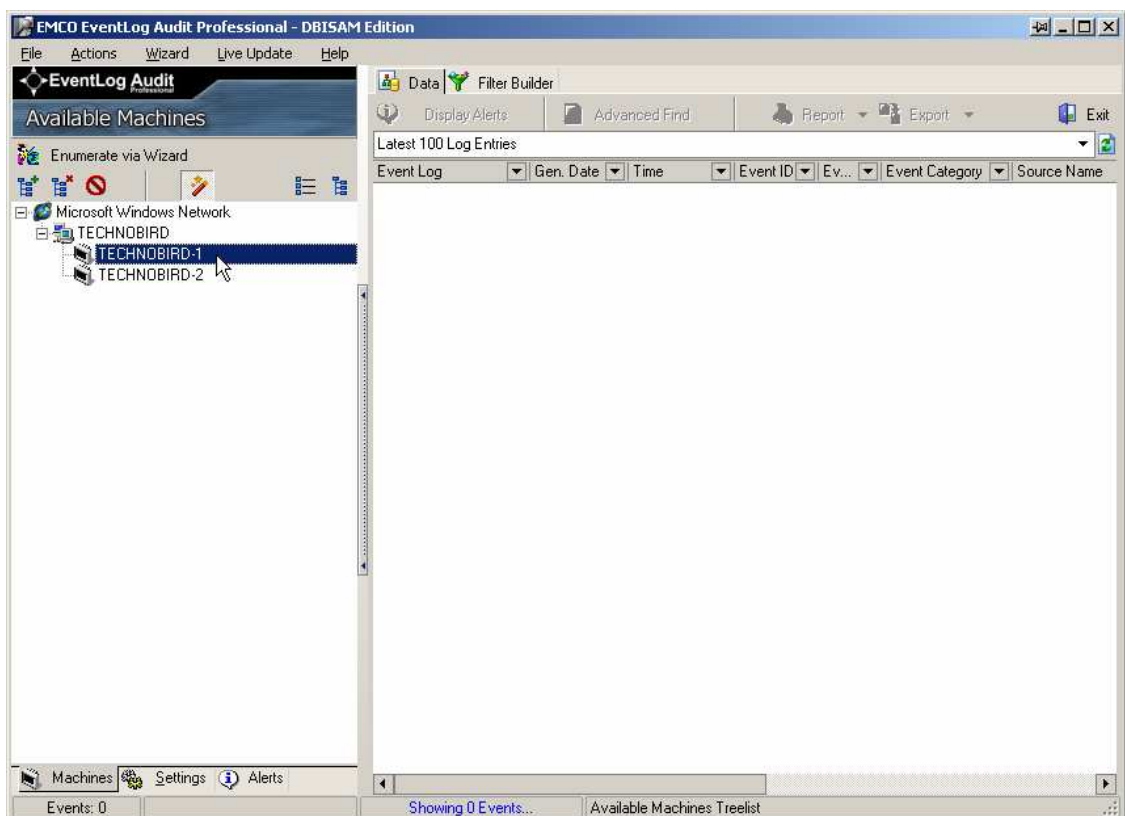 EMCO EventLog Audit Professional - DBISAM Edition
File Actions Wizard Live Update Help
EventLog Audit
Professional
Available Machines
Enumerate via Wizard
Microsoft Windows Network
TECHNOBIRD
TECHNOBIRD-1
TECHNOBIRD-2
Machines Settings Alerts
Data Filter Builder
Display Alerts Advanced Find Report Export Exit
Latest 100 Log Entries
Event Log Gen. Date Time Event ID Ev... Event Category Source Name
Events: 0 Showing 0 Events... Available Machines Treelist